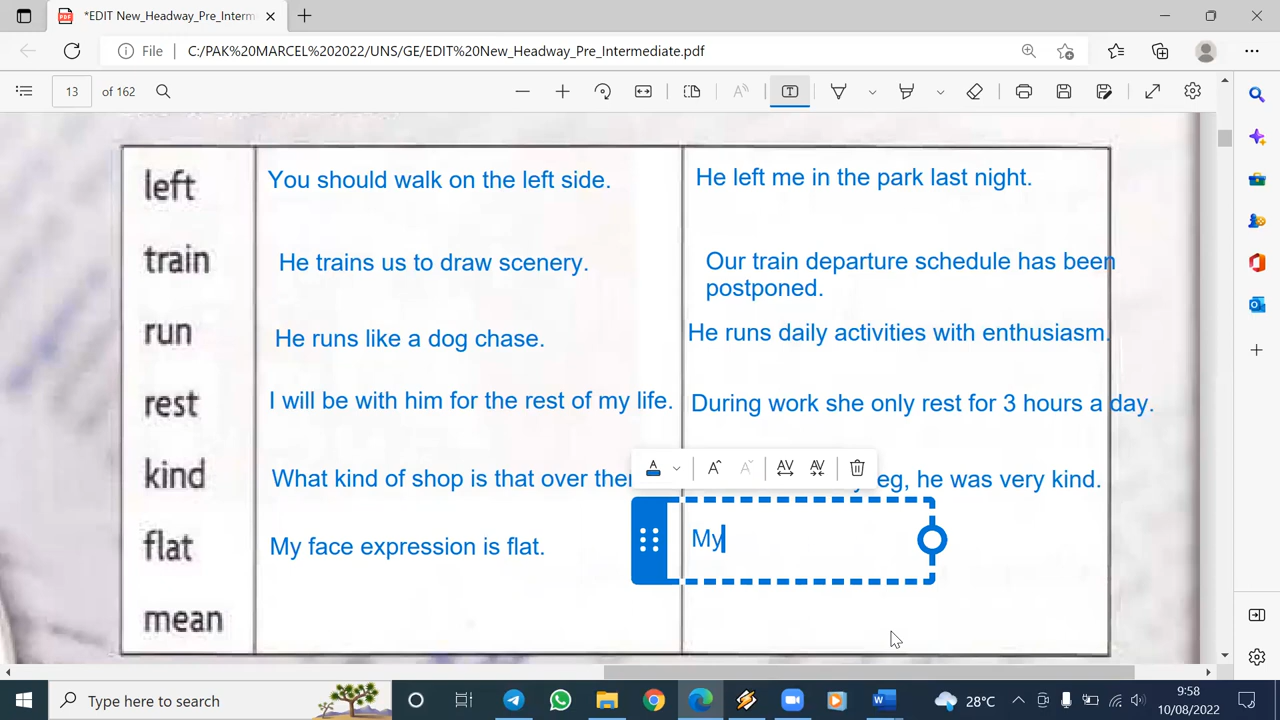 *EDIT New_Headway_Pre_Intermed
File C:/PAK%20MARCEL%202022/UNS/GE/EDIT%20New_Headway_Pre_Intermediate.pdf
13 of 162
left You should walk on the left side. He left me in the park last night.
train He trains us to draw scenery. Our train departure schedule has been
postponed.
run He runs like a dog chase. He runs daily activities with enthusiasm.
rest I will be with him for the rest of my life. During work she only rest for 3 hours a day.
kind What kind of shop is that over eg, he was very kind.
flat My face expression is flat. My
mean
Type here to search
28°C
9:58
10/08/2022